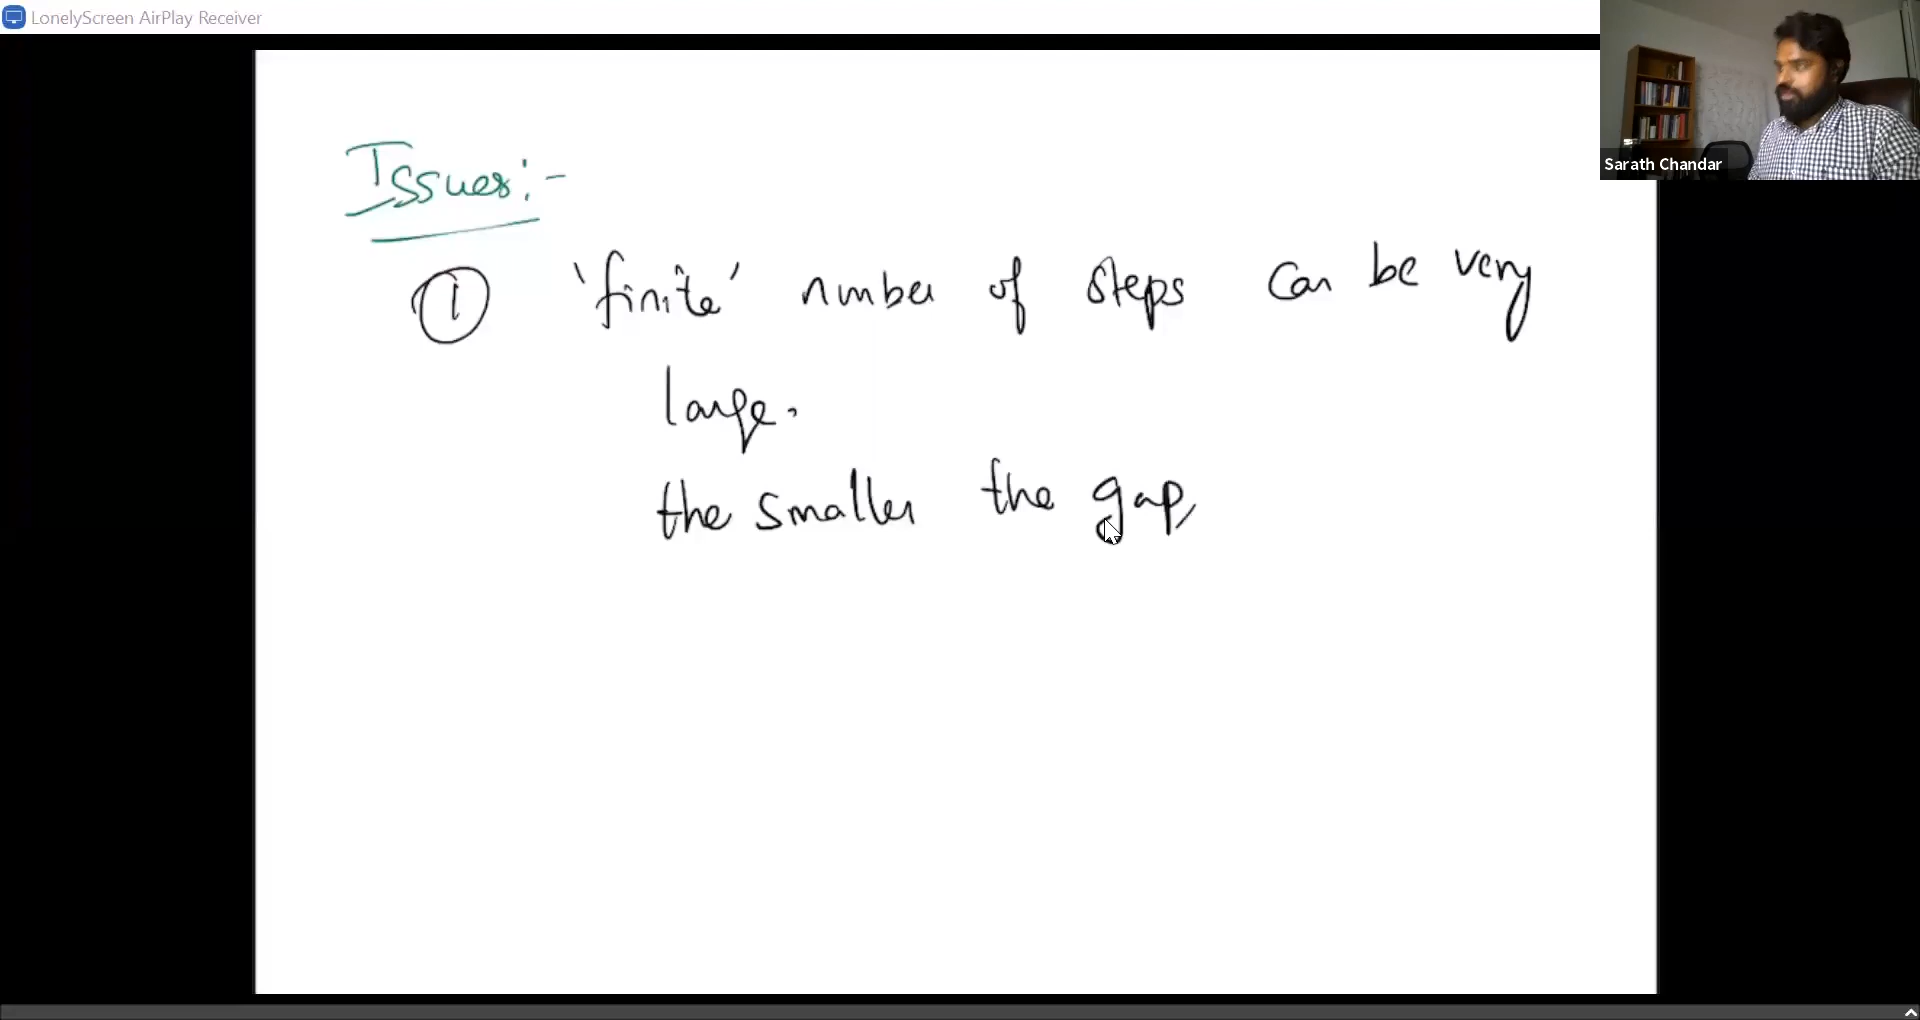 LonelyScreen AirPlay Receiver
Sarath Chandar
Issues:-
① 'finite' number of steps can be very
large.
the smaller the gap,